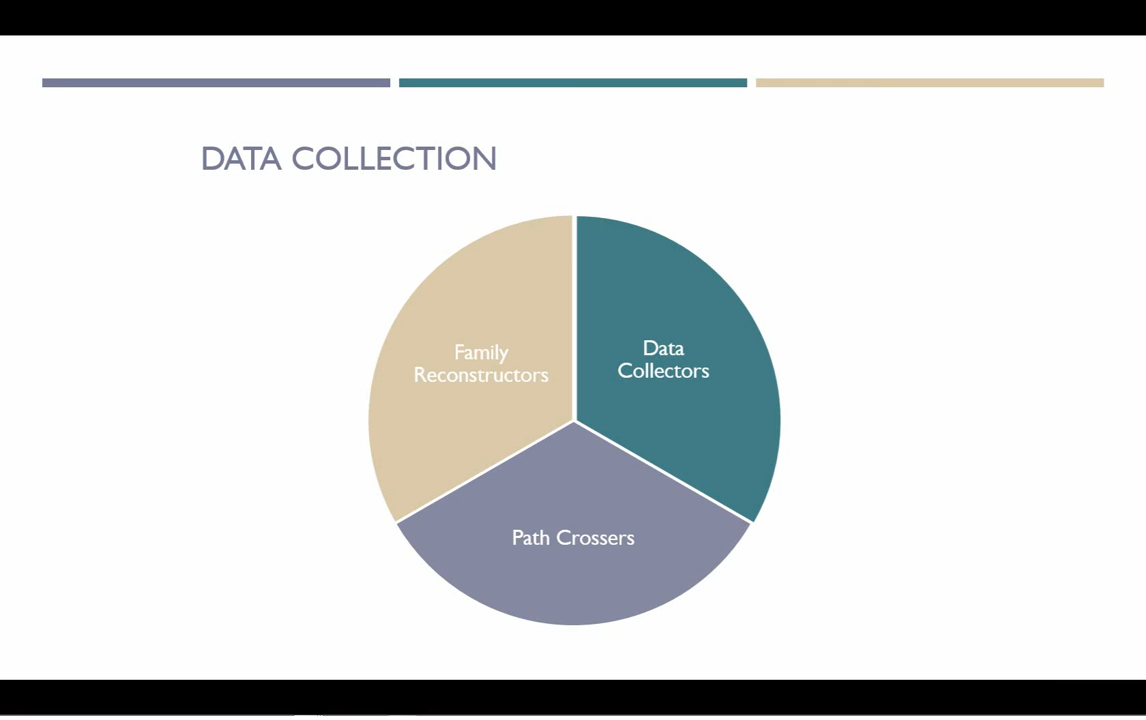 DATA COLLECTION
Family
Reconstructors
Data
Collectors
Path Crossers